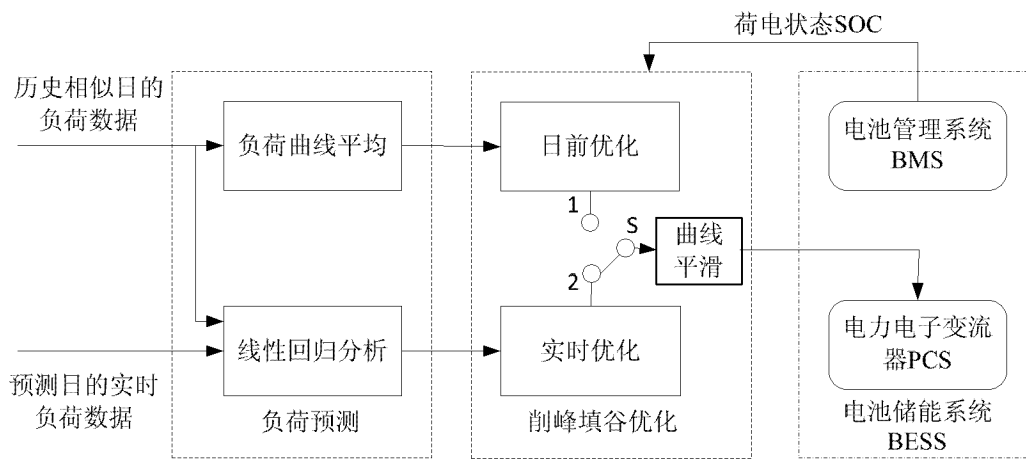 荷电状态SOC
历史相似日的
负荷数据
负荷曲线平均
日前优化
电池管理系统
BMS
1
S
曲线
平滑
2
线性回归分析
实时优化
电力电子变流
器PCS
预测日的实时
负荷数据
负荷预测
削峰填谷优化
电池储能系统
BESS